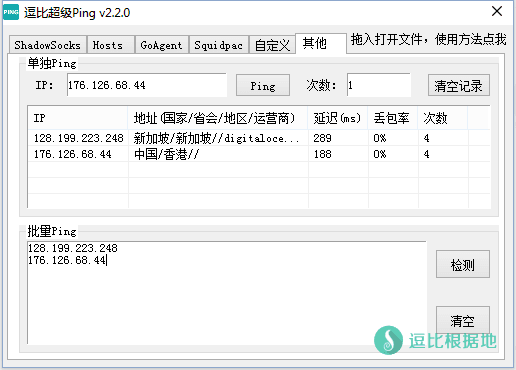 PING 逗比超级Ping v2.2.0
ShadowSocks Hosts GoAgent Squidpac 自定义 其他 拖入打开文件，使用方法点我
单独Ping
IP: 176.126.68.44 Ping 次数: 1 清空记录
IP 地址(国家/省会/地区/运营商) 延迟(ms) 丢包率 次数
128.199.223.248 新加坡/新加坡//digitaloce... 289 0% 4
176.126.68.44 中国/香港// 188 0% 4
批量Ping
128.199.223.248
176.126.68.44
检测
清空
逗比根据地